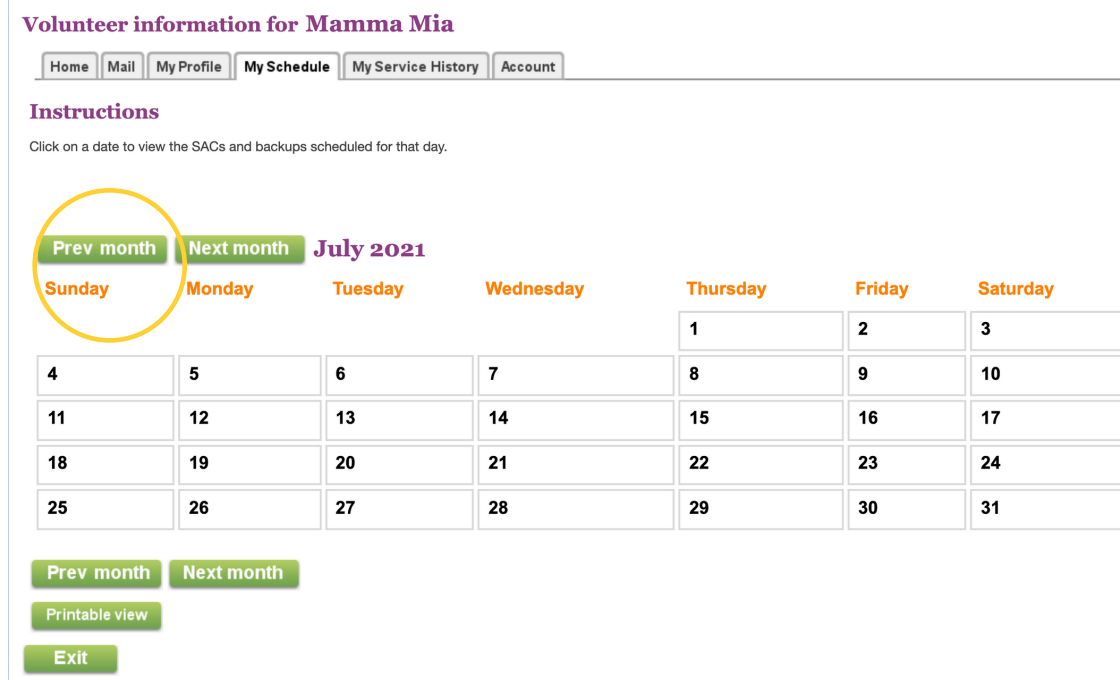 Volunteer information for Mamma Mia
Home Mail My Profile My Schedule My Service History Account
Instructions
Click on a date to view the SACs and backups scheduled for that day.
Prev month Next month July 2021
Sunday Monday Tuesday Wednesday Thursday Friday Saturday
1 2 3
4 5 6 7 8 9 10
11 12 13 14 15 16 17
18 19 20 21 22 23 24
25 26 27 28 29 30 31
Prev month Next month
Printable view
Exit